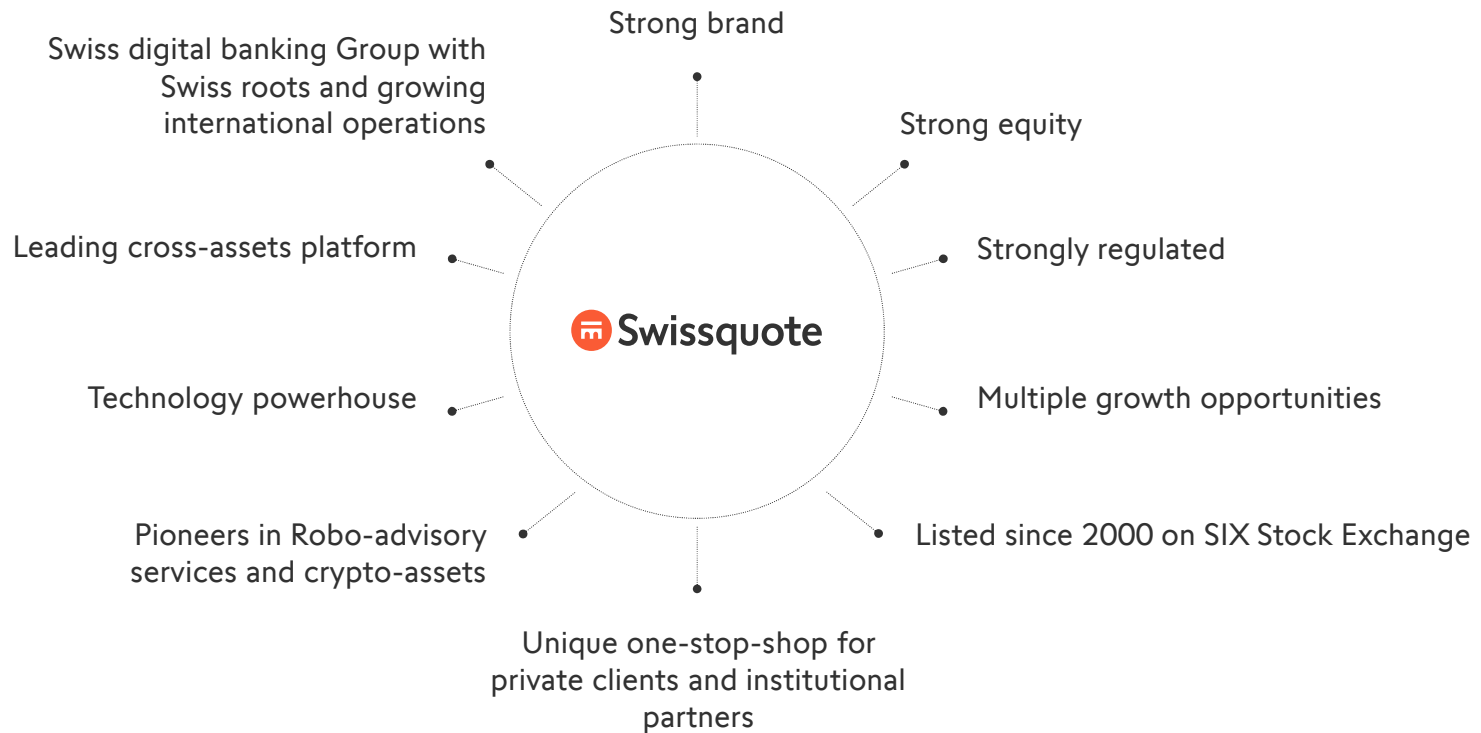 Strong brand
Swiss digital banking Group with
Swiss roots and growing
international operations
Strong equity
Leading cross-assets platform
Strongly regulated
Swissquote
Technology powerhouse
Multiple growth opportunities
Pioneers in Robo-advisory
services and crypto-assets
Listed since 2000 on SIX Stock Exchange
Unique one-stop-shop for
private clients and institutional
partners